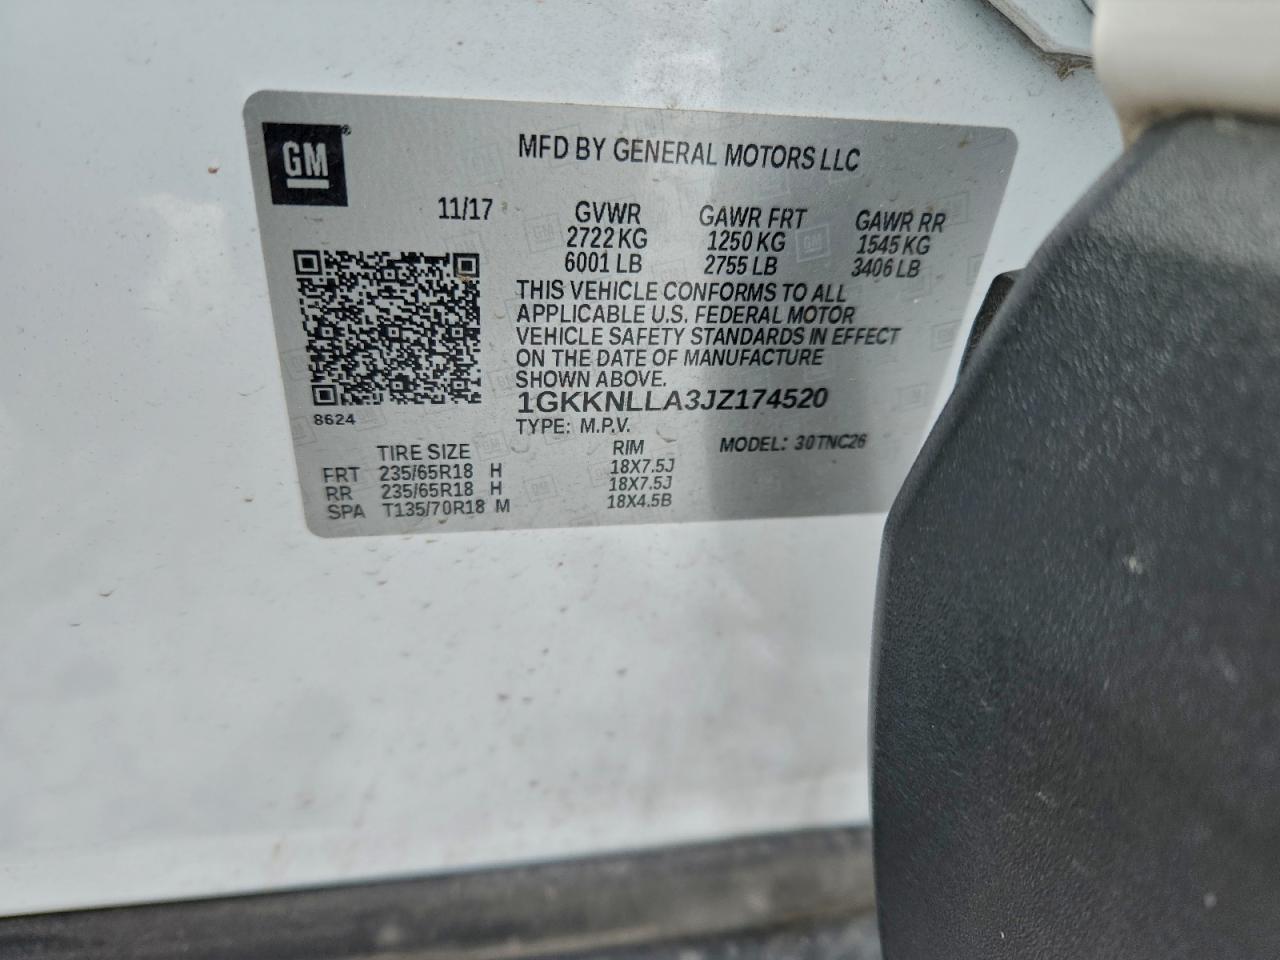 GM
MFD BY GENERAL MOTORS LLC
11/17 GVWR GAWR FRT GAWR RR
2722 KG 1250 KG 1545 KG
6001 LB 2755 LB 3406 LB
THIS VEHICLE CONFORMS TO ALL
APPLICABLE U.S. FEDERAL MOTOR
VEHICLE SAFETY STANDARDS IN EFFECT
ON THE DATE OF MANUFACTURE
SHOWN ABOVE.
1GKKNLLA3JZ174520
8624
TYPE: M.P.V.
TIRE SIZE RIM MODEL: 30TNC26
FRT 235/65R18 H 18X7.5J
RR 235/65R18 H 18X7.5J
SPA T135/70R18 M 18X4.5B